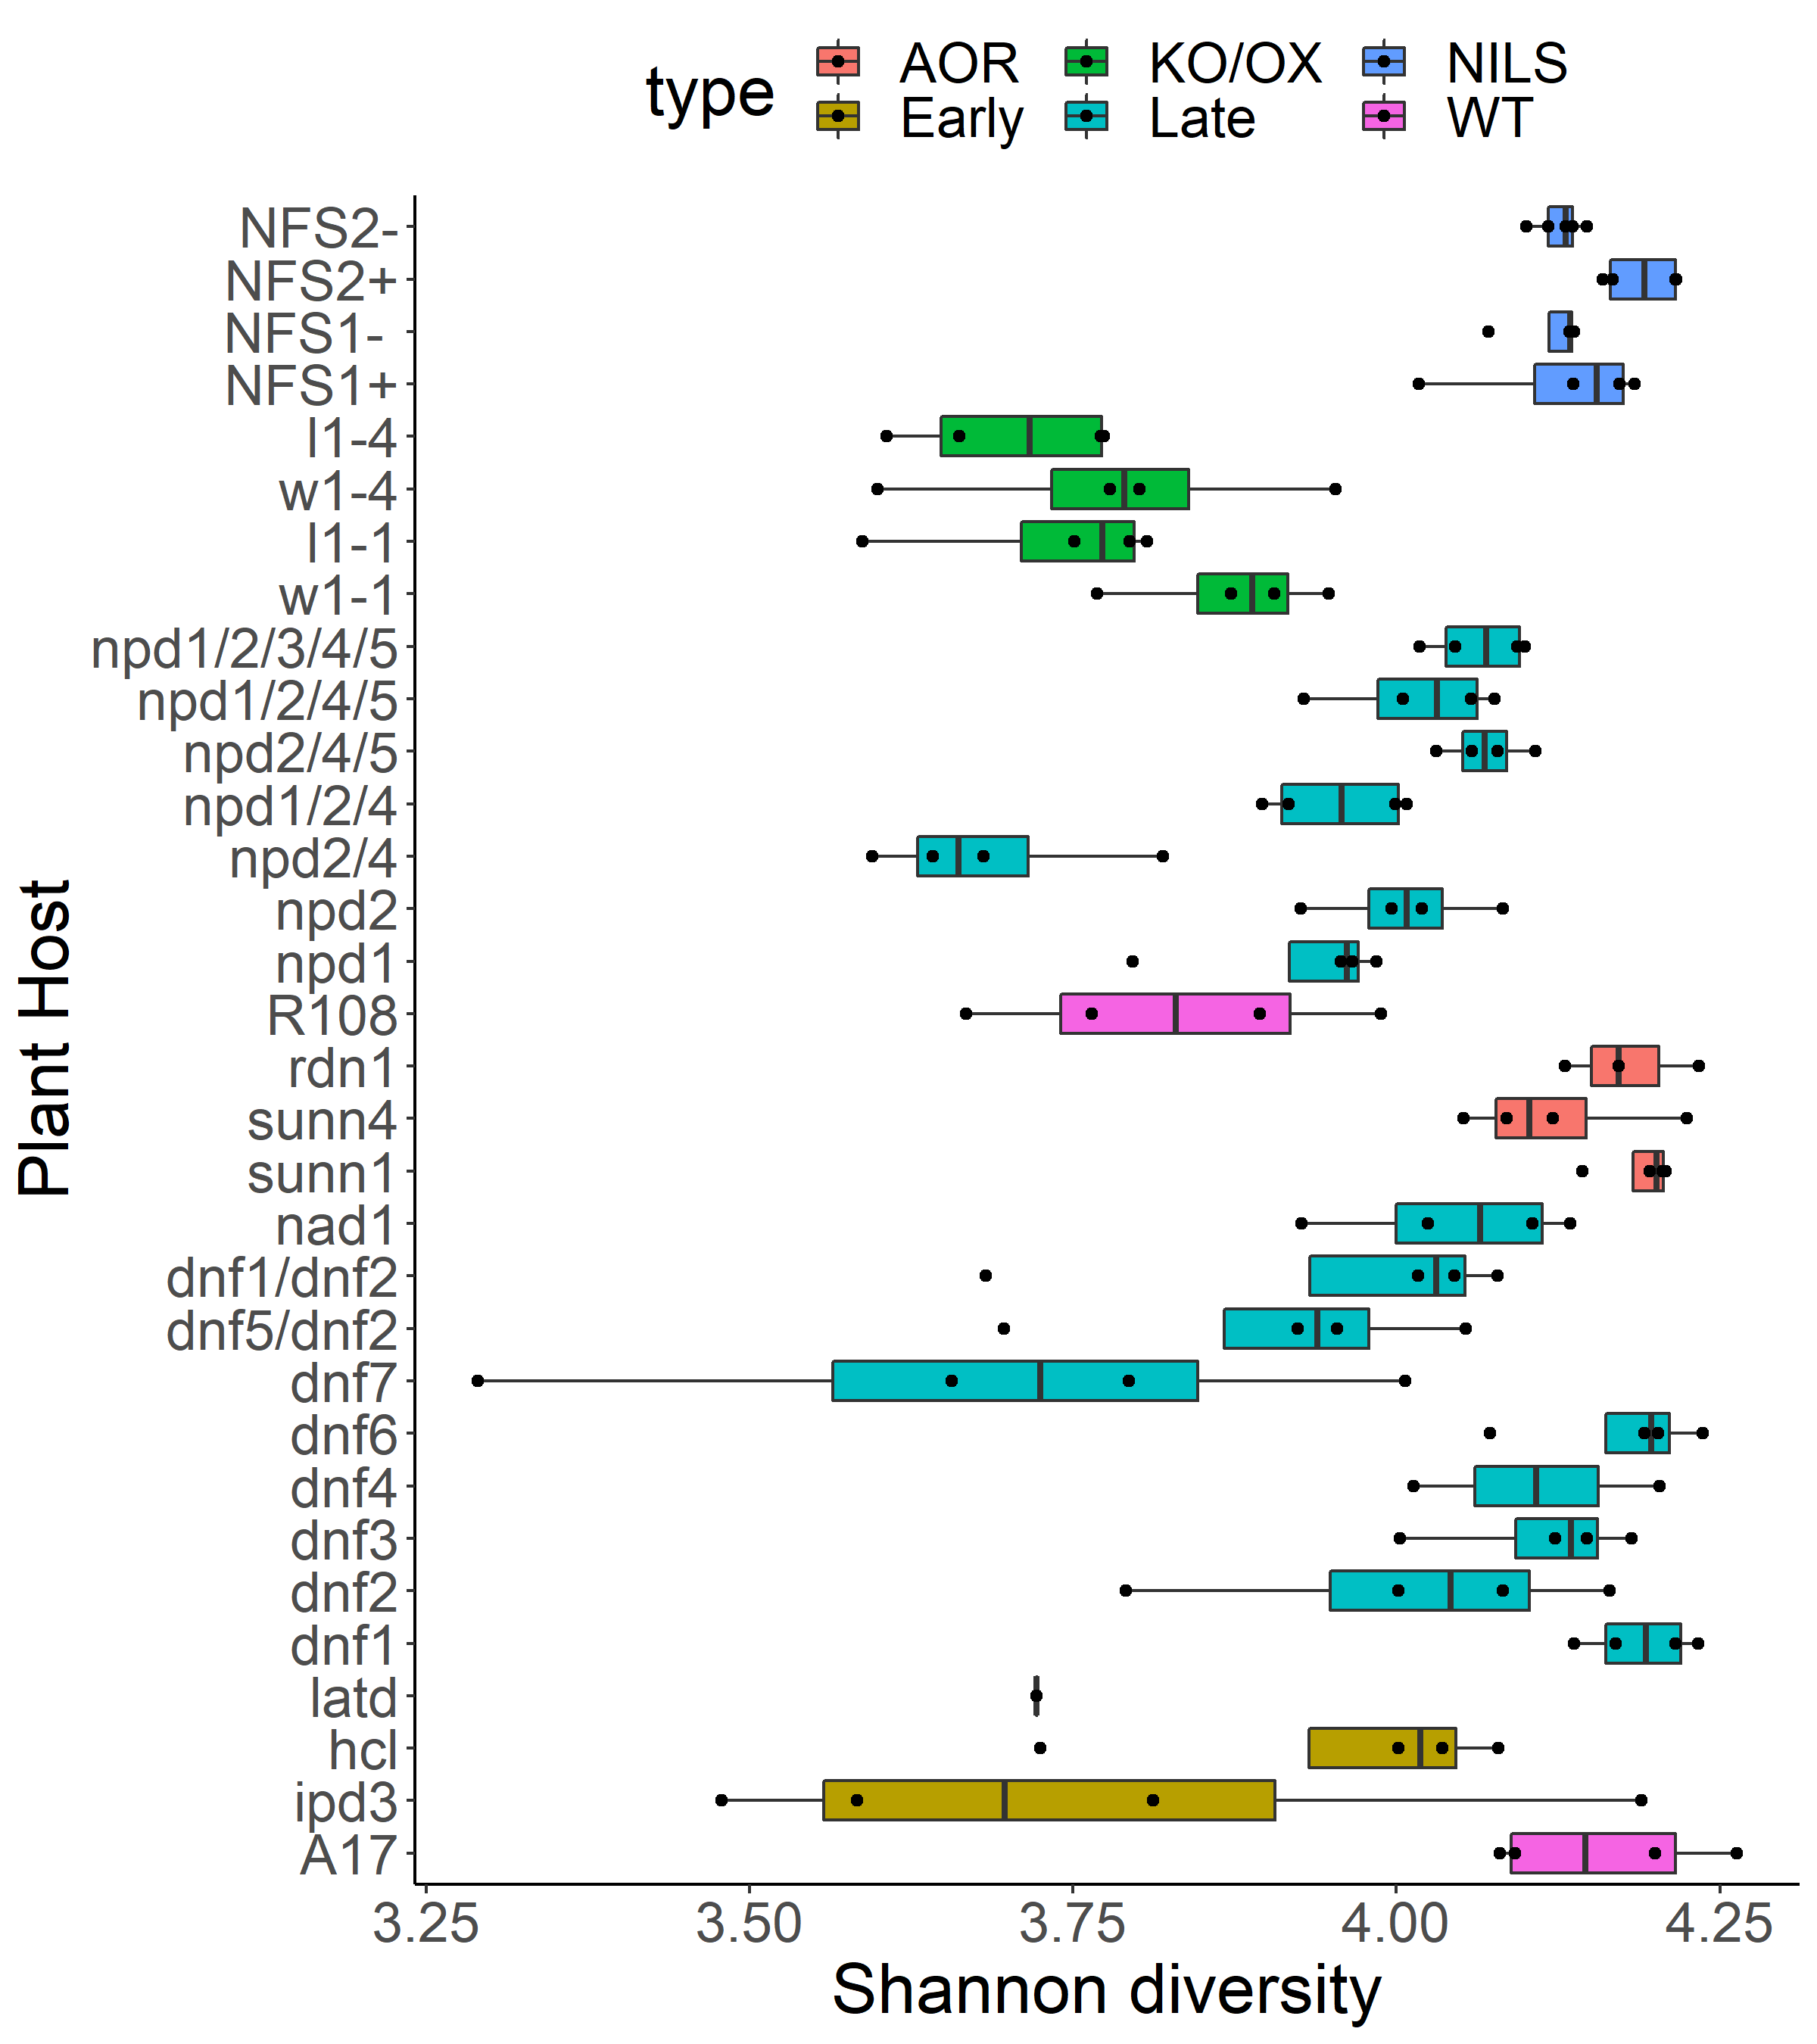 type
AOR
KO/OX
NILS
Early
Late
WT
NFS2-
NFS2+
NFS1-
NFS1+
l1-4
w1-4
l1-1
w1-1
npd1/2/3/4/5
npd1/2/4/5
npd2/4/5
npd1/2/4
npd2/4
npd2
npd1
R108
rdn1
sunn4
sunn1
nad1
dnf1/dnf2
dnf5/dnf2
dnf7
dnf6
dnf4
dnf3
dnf2
dnf1
latd
hcl
ipd3
A17
Plant Host
3.25 3.50 3.75 4.00 4.25
Shannon diversity